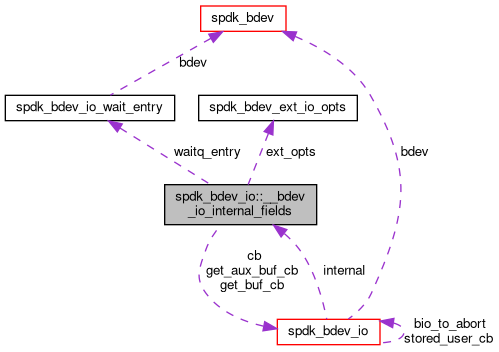 spdk_bdev
bdev
spdk_bdev_io_wait_entry
spdk_bdev_ext_io_opts
waitq_entry
ext_opts
bdev
spdk_bdev_io::__bdev
_io_internal_fields
cb
get_aux_buf_cb
get_buf_cb
internal
spdk_bdev_io
bio_to_abort
stored_user_cb